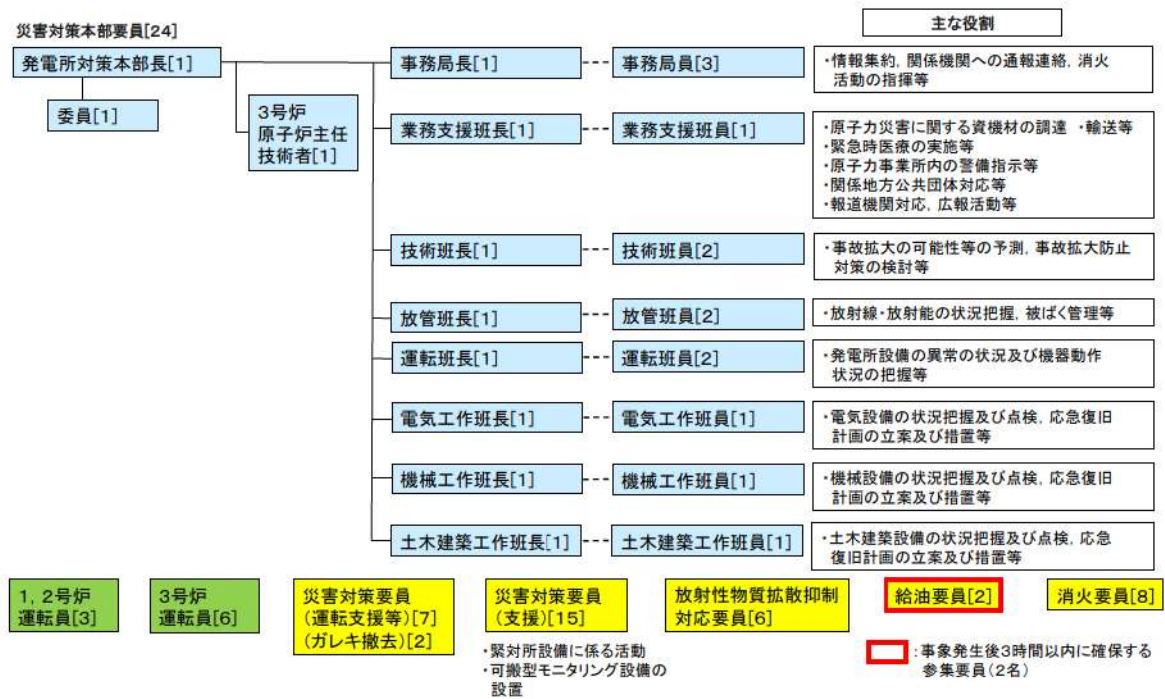 災害対策本部要員[24]
主な役割
発電所対策本部長[1]
委員[1]
3号炉
原子炉主任
技術者[1]
事務局長[1]
事務局員[3]
・情報集約, 関係機関への通報連絡, 消火
活動の指揮等
業務支援班長[1]
業務支援班員[1]
・原子力災害に関する資機材の調達 ・輸送等
・緊急時医療の実施等
・原子力事業所内の警備指示等
・関係地方公共団体対応等
・報道機関対応, 広報活動等
技術班長[1]
技術班員[2]
・事故拡大の可能性等の予測, 事故拡大防止
対策の検討等
放管班長[1]
放管班員[2]
・放射線・放射能の状況把握, 被ばく管理等
運転班長[1]
運転班員[2]
・発電所設備の異常の状況及び機器動作
状況の把握等
電気工作班長[1]
電気工作班員[1]
・電気設備の状況把握及び点検, 応急復旧
計画の立案及び措置等
機械工作班長[1]
機械工作班員[1]
・機械設備の状況把握及び点検, 応急復旧
計画の立案及び措置等
土木建築工作班長[1]
土木建築工作班員[1]
・土木建築設備の状況把握及び点検, 応急
復旧計画の立案及び措置等
1, 2号炉
運転員[3]
3号炉
運転員[6]
災害対策要員
(運転支援等)[7]
(ガレキ撤去)[2]
災害対策要員
(支援)[15]
・緊対所設備に係る活動
・可搬型モニタリング設備の
設置
放射性物質拡散抑制
対応要員[6]
給油要員[2]
消火要員[8]
:事象発生後3時間以内に確保する
参集要員(2名)